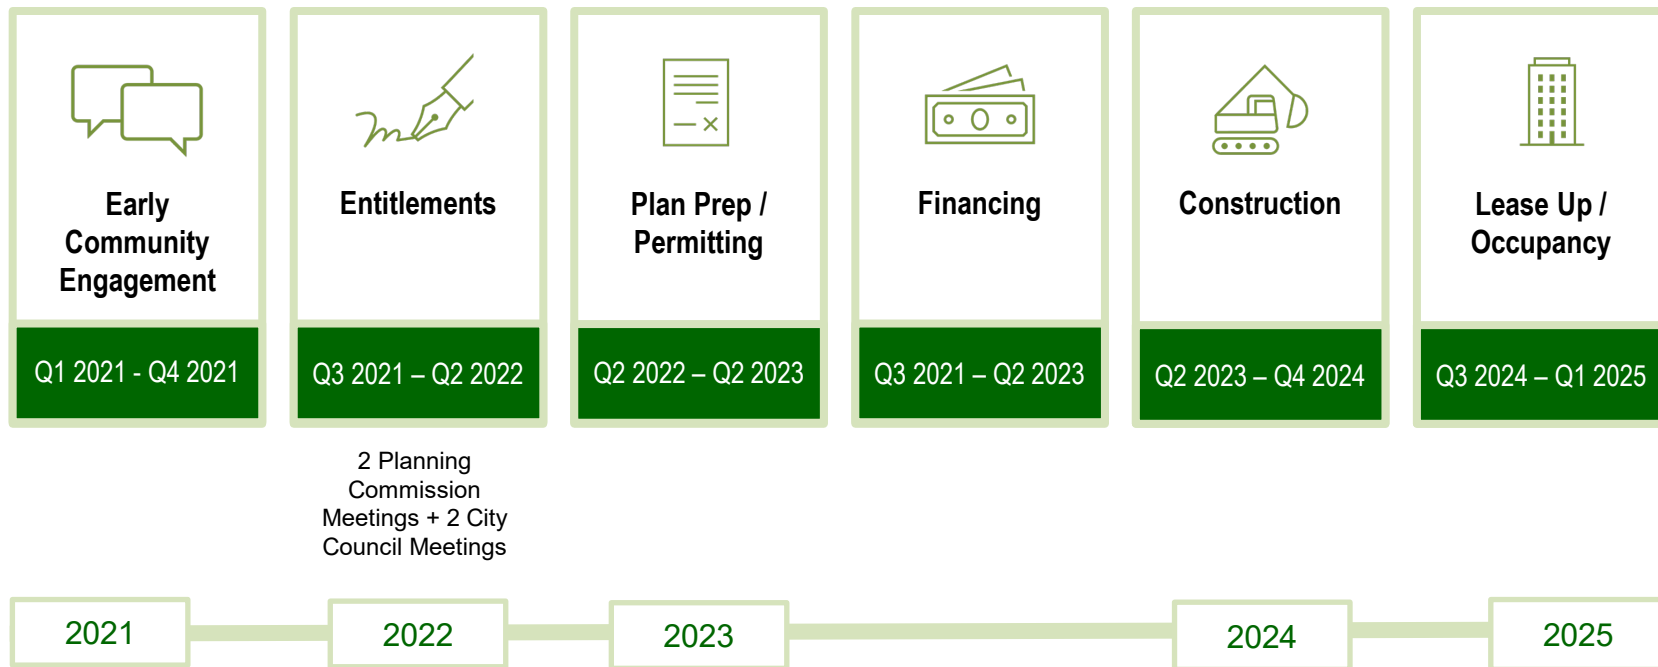 Early
Community
Engagement
Q1 2021 - Q4 2021
Entitlements
Q3 2021 – Q2 2022
2 Planning
Commission
Meetings + 2 City
Council Meetings
Plan Prep /
Permitting
Q2 2022 – Q2 2023
Financing
Q3 2021 – Q2 2023
Construction
Q2 2023 – Q4 2024
Lease Up /
Occupancy
Q3 2024 – Q1 2025
2021
2022
2023
2024
2025